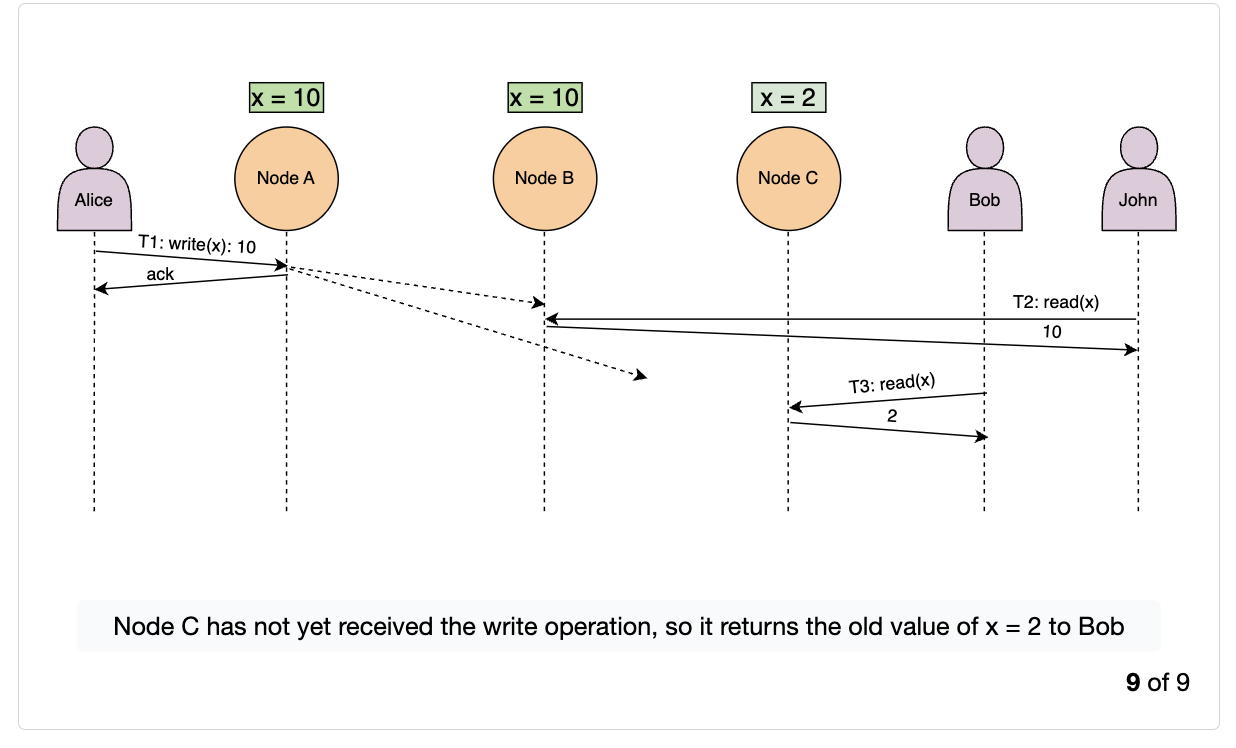 x = 10
x = 10
x = 2
Alice
Node A
Node B
Node C
Bob
John
T1: write(x): 10
ack
T2: read(x)
10
T3: read(x)
2
Node C has not yet received the write operation, so it returns the old value of x = 2 to Bob
9 of 9